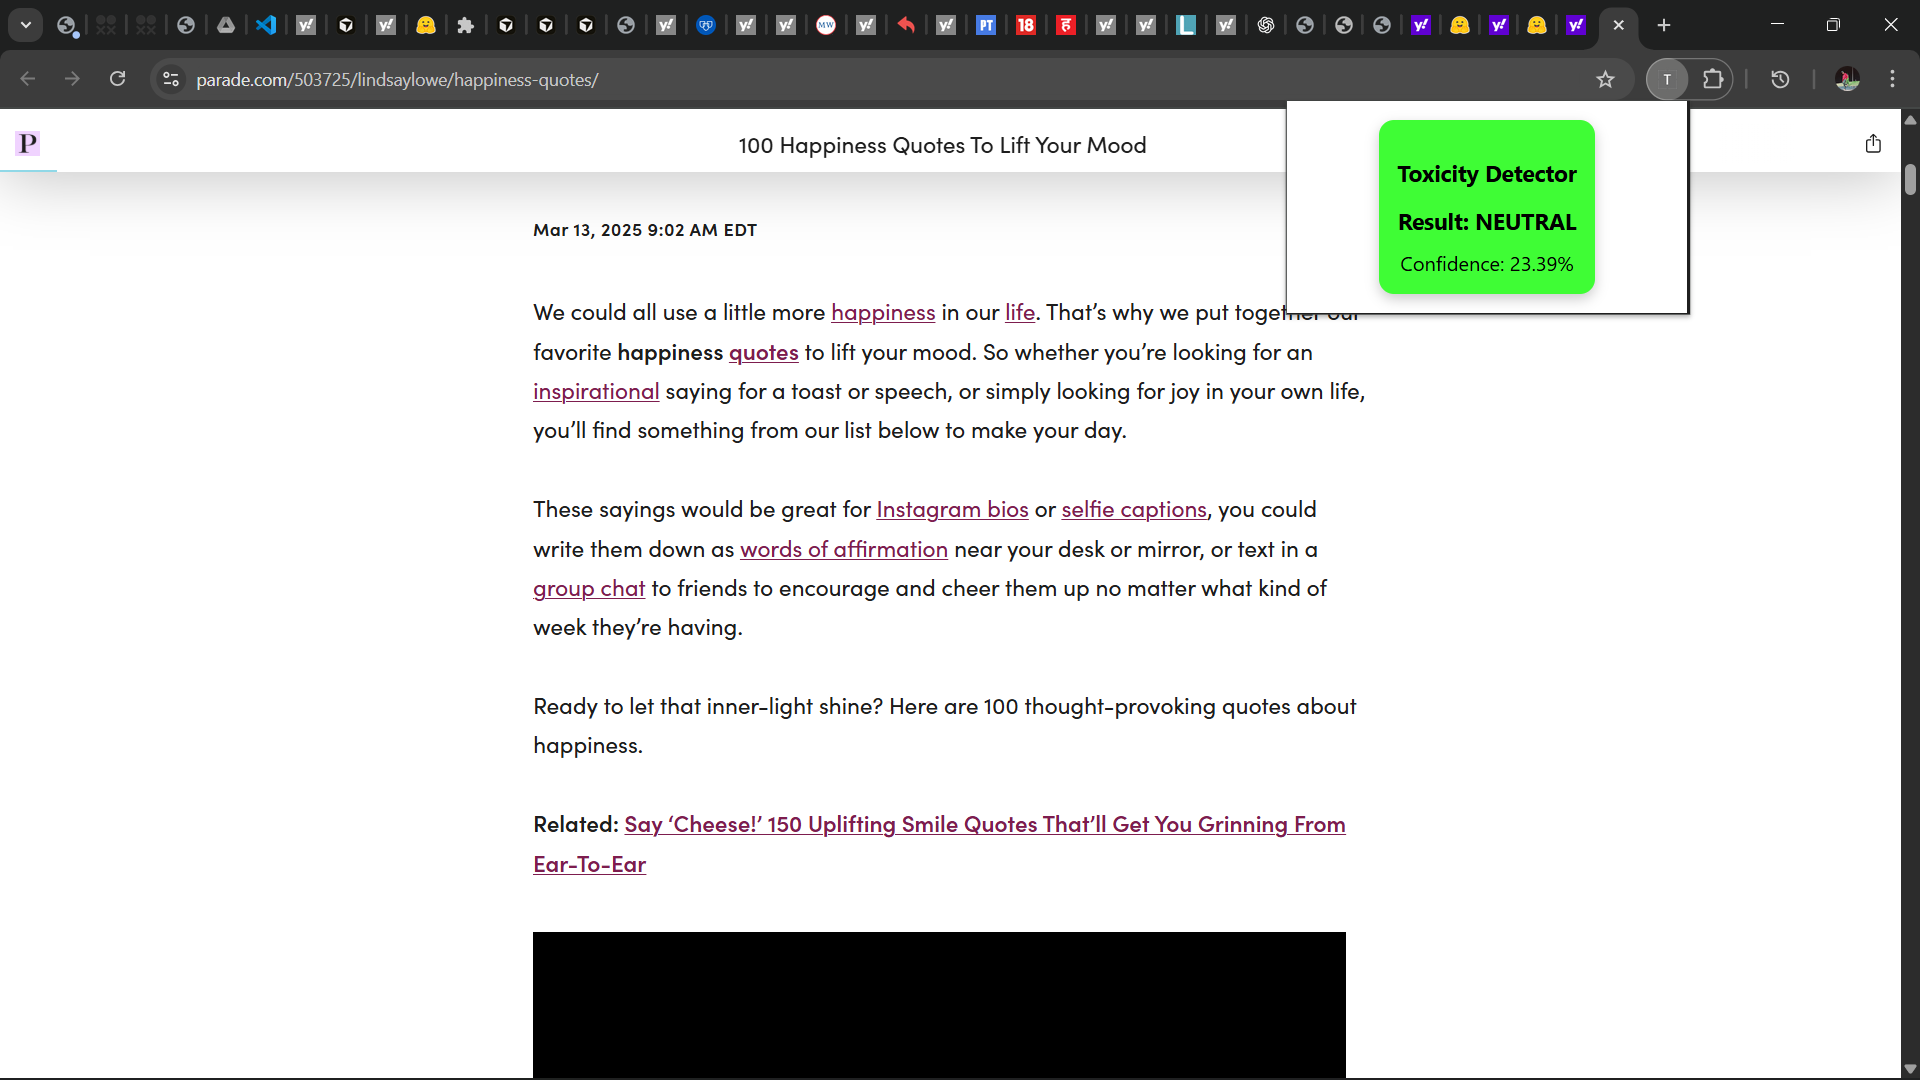 parade.com/503725/lindsaylowe/happiness-quotes/
T
P
100 Happiness Quotes To Lift Your Mood
Toxicity Detector
Result: NEUTRAL
Confidence: 23.39%
Mar 13, 2025 9:02 AM EDT
We could all use a little more happiness in our life. That’s why we put together our
favorite happiness quotes to lift your mood. So whether you’re looking for an
inspirational saying for a toast or speech, or simply looking for joy in your own life,
you’ll find something from our list below to make your day.
These sayings would be great for Instagram bios or selfie captions, you could
write them down as words of affirmation near your desk or mirror, or text in a
group chat to friends to encourage and cheer them up no matter what kind of
week they’re having.
Ready to let that inner-light shine? Here are 100 thought-provoking quotes about
happiness.
Related: Say ‘Cheese!’ 150 Uplifting Smile Quotes That’ll Get You Grinning From
Ear-To-Ear